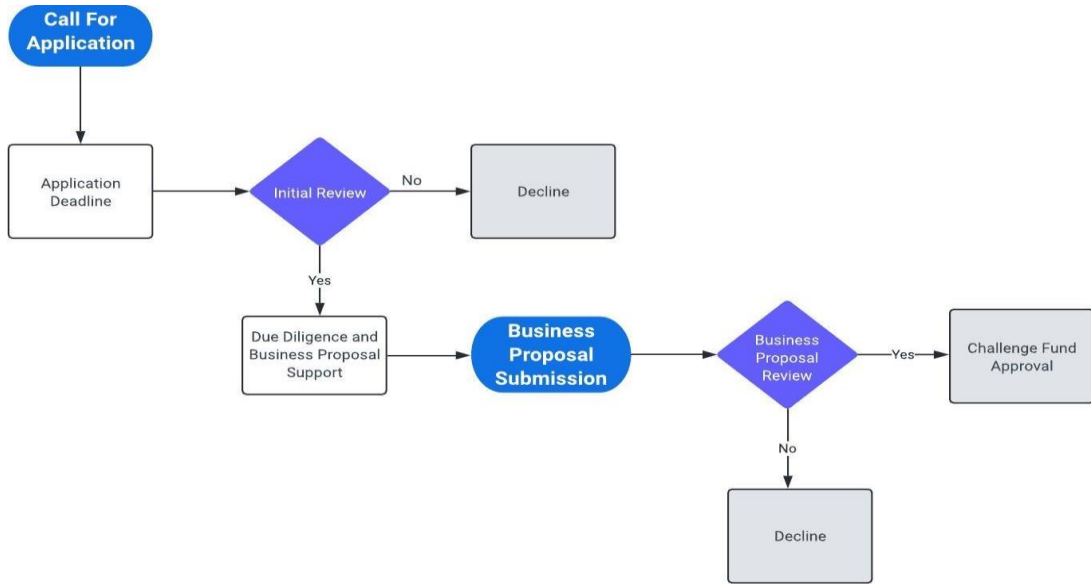 Call For
Application
Application
Deadline
Initial Review
No
Decline
Yes
Due Diligence and
Business Proposal
Support
Business
Proposal
Submission
Business
Proposal
Review
Yes
Challenge Fund
Approval
No
Decline